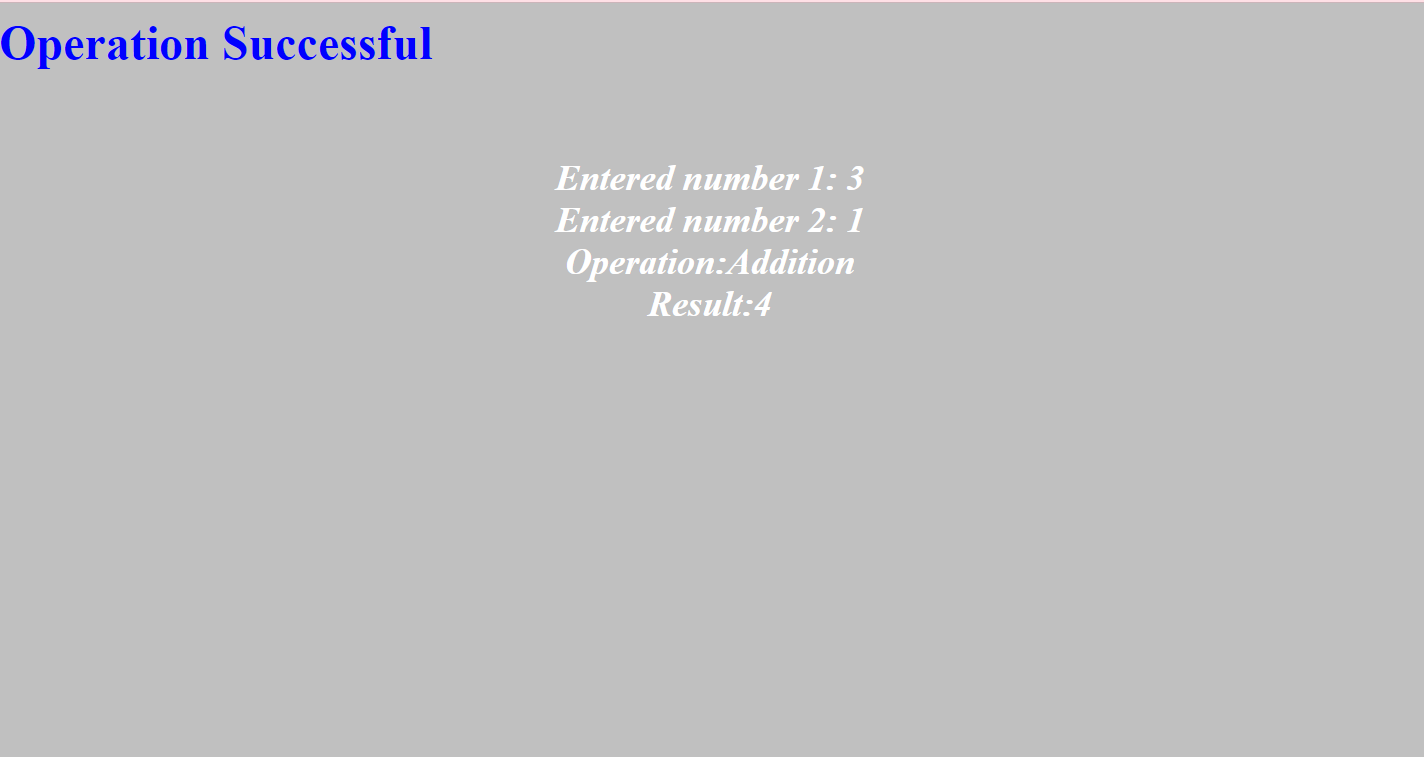 Operation Successful
Entered number 1: 3
Entered number 2: 1
Operation:Addition
Result:4